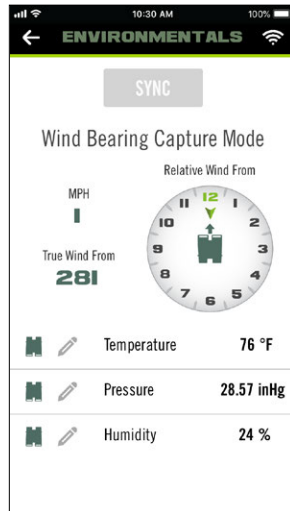 10:30 AM
100%
ENVIRONMENTALS
SYNC
Wind Bearing Capture Mode
Relative Wind From
MPH
1
True Wind From
281
12
1
2
3
4
5
6
7
8
9
10
11
Temperature 76 °F
Pressure 28.57 inHg
Humidity 24 %